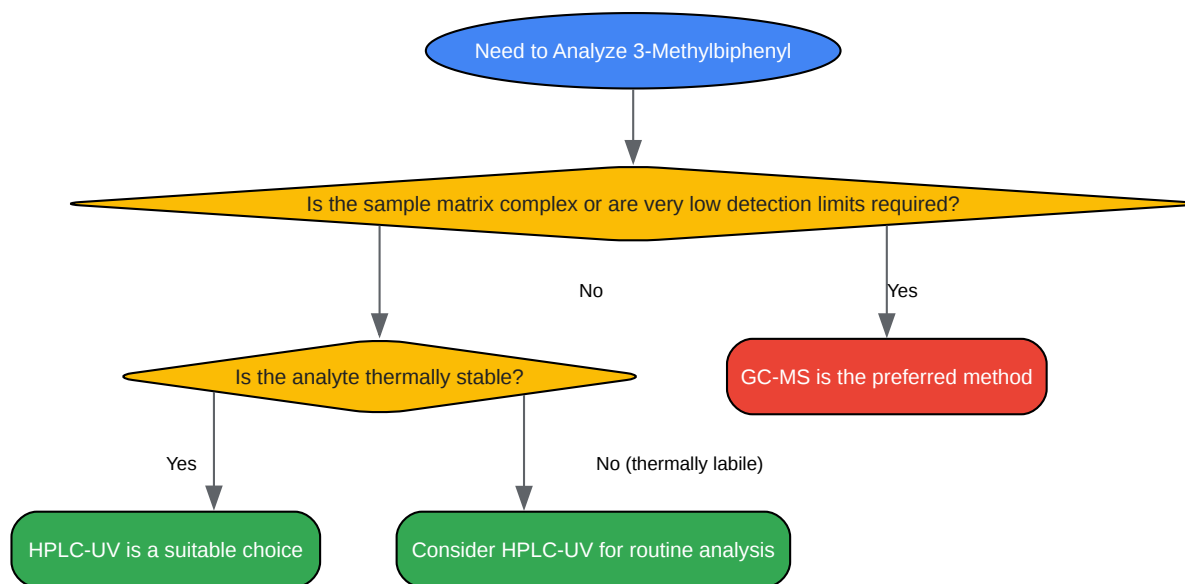 Need to Analyze 3-Methylbiphenyl
Is the sample matrix complex or are very low detection limits required?
No
Yes
Is the analyte thermally stable?
GC-MS is the preferred method
Yes
No (thermally labile)
HPLC-UV is a suitable choice
Consider HPLC-UV for routine analysis